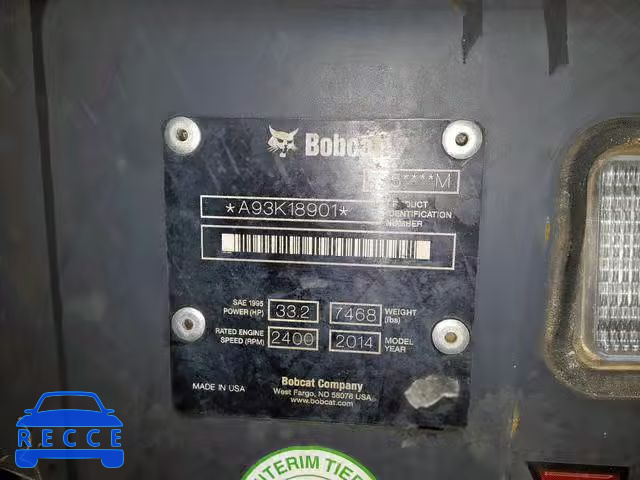 Bobcat
*A93K18901*
PRODUCT
IDENTIFICATION
NUMBER
SAE 1995
POWER (HP) 33.2 7468 WEIGHT
(lbs)
RATED ENGINE
SPEED (RPM) 2400 2014 MODEL
YEAR
MADE IN USA
Bobcat Company
West Fargo, ND 58078 USA
www.bobcat.com
INTERIM TIER
RECCE